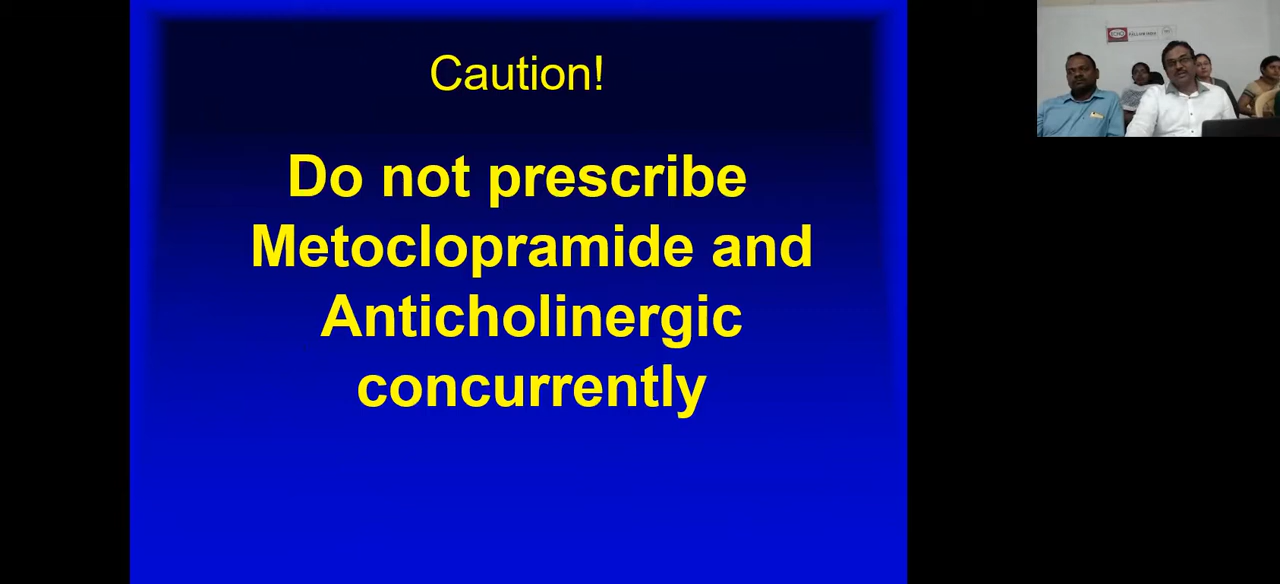 Caution!
Do not prescribe
Metoclopramide and
Anticholinergic
concurrently